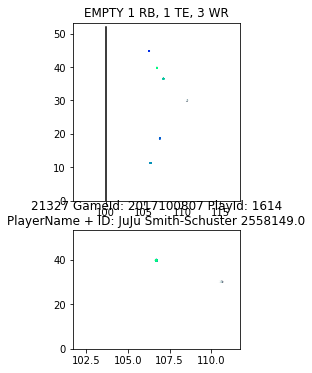 EMPTY 1 RB, 1 TE, 3 WR
50
40
30
20
10
0
100 105 110 115
21327 GameId: 2017100807 PlayId: 1614
PlayerName + ID: JuJu Smith-Schuster 2558149.0
40
20
0
102.5 105.0 107.5 110.0